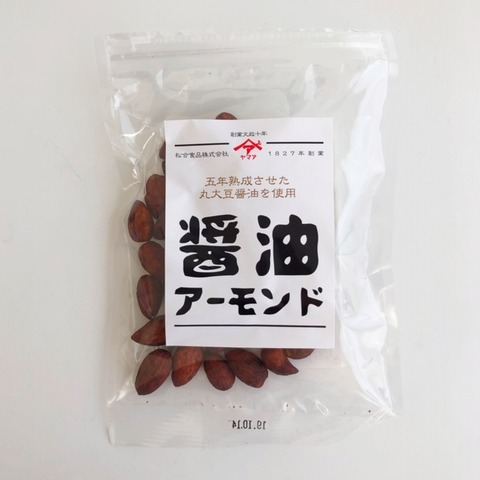 創業文政十年
松合食品株式会社
ヤマア
1827年創業
五年熟成させた
丸大豆醤油を使用
醤油
アーモンド
19.10.14